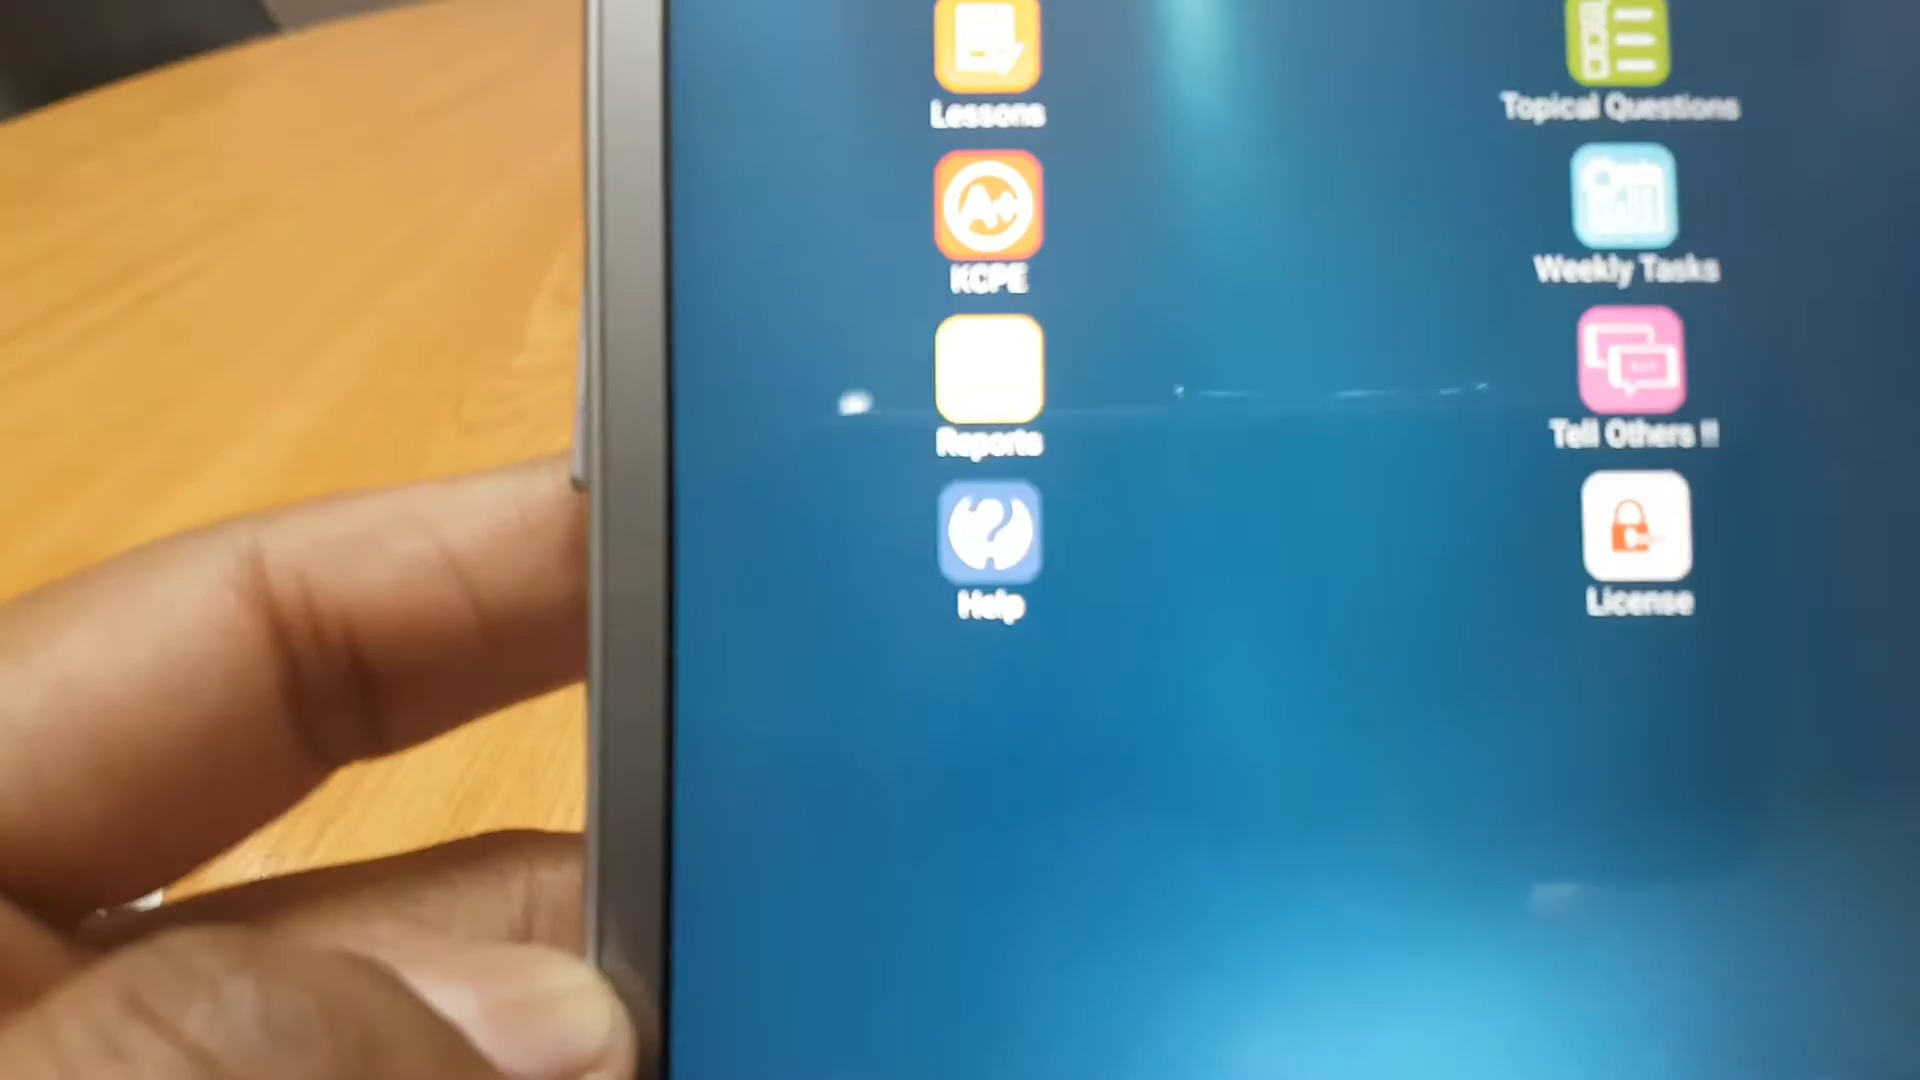 Lessons
Topical Questions
A+
KCPE
Weekly Tasks
Reports
Tell Others !!
?
Help
License